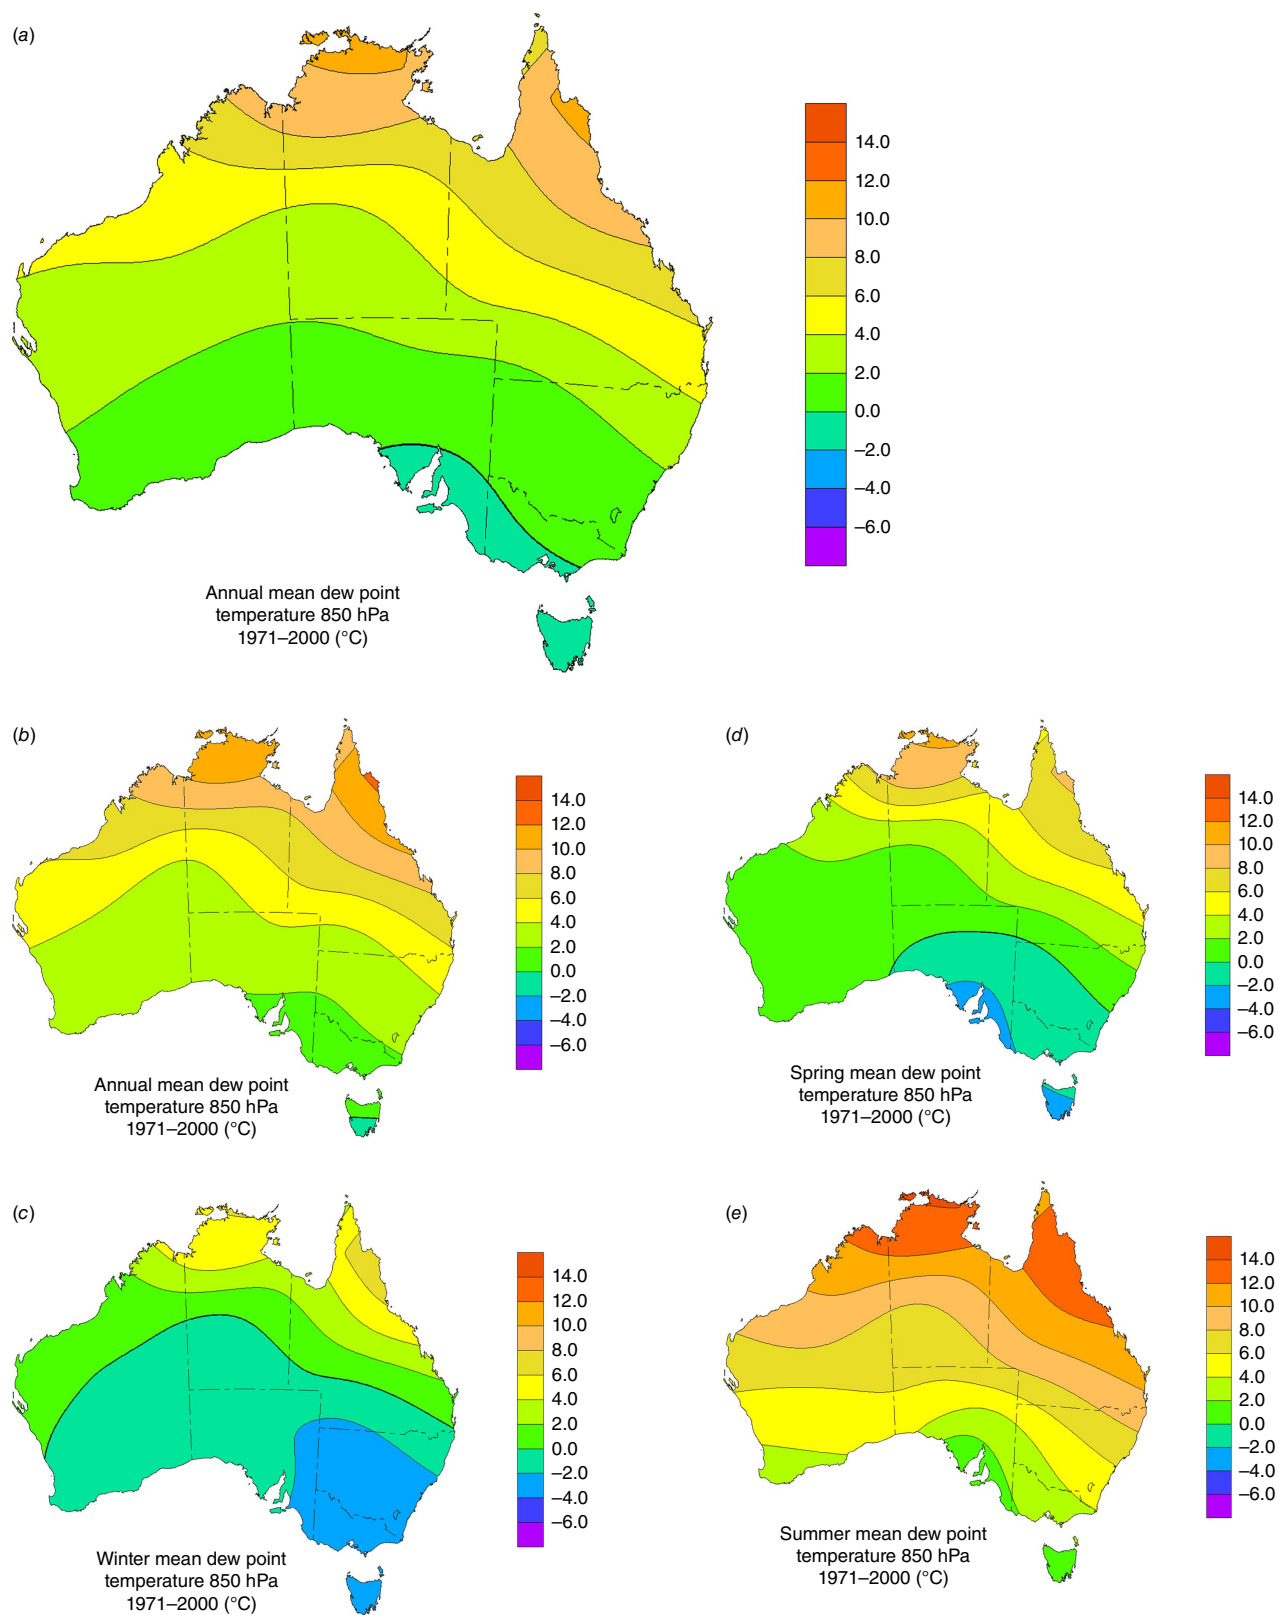 (a)
14.0
12.0
10.0
8.0
6.0
4.0
2.0
0.0
–2.0
–4.0
–6.0
Annual mean dew point
temperature 850 hPa
1971–2000 (°C)
(b)
14.0
12.0
10.0
8.0
6.0
4.0
2.0
0.0
–2.0
–4.0
–6.0
Annual mean dew point
temperature 850 hPa
1971–2000 (°C)
(d)
14.0
12.0
10.0
8.0
6.0
4.0
2.0
0.0
–2.0
–4.0
–6.0
Spring mean dew point
temperature 850 hPa
1971–2000 (°C)
(c)
14.0
12.0
10.0
8.0
6.0
4.0
2.0
0.0
–2.0
–4.0
–6.0
Winter mean dew point
temperature 850 hPa
1971–2000 (°C)
(e)
14.0
12.0
10.0
8.0
6.0
4.0
2.0
0.0
–2.0
–4.0
–6.0
Summer mean dew point
temperature 850 hPa
1971–2000 (°C)